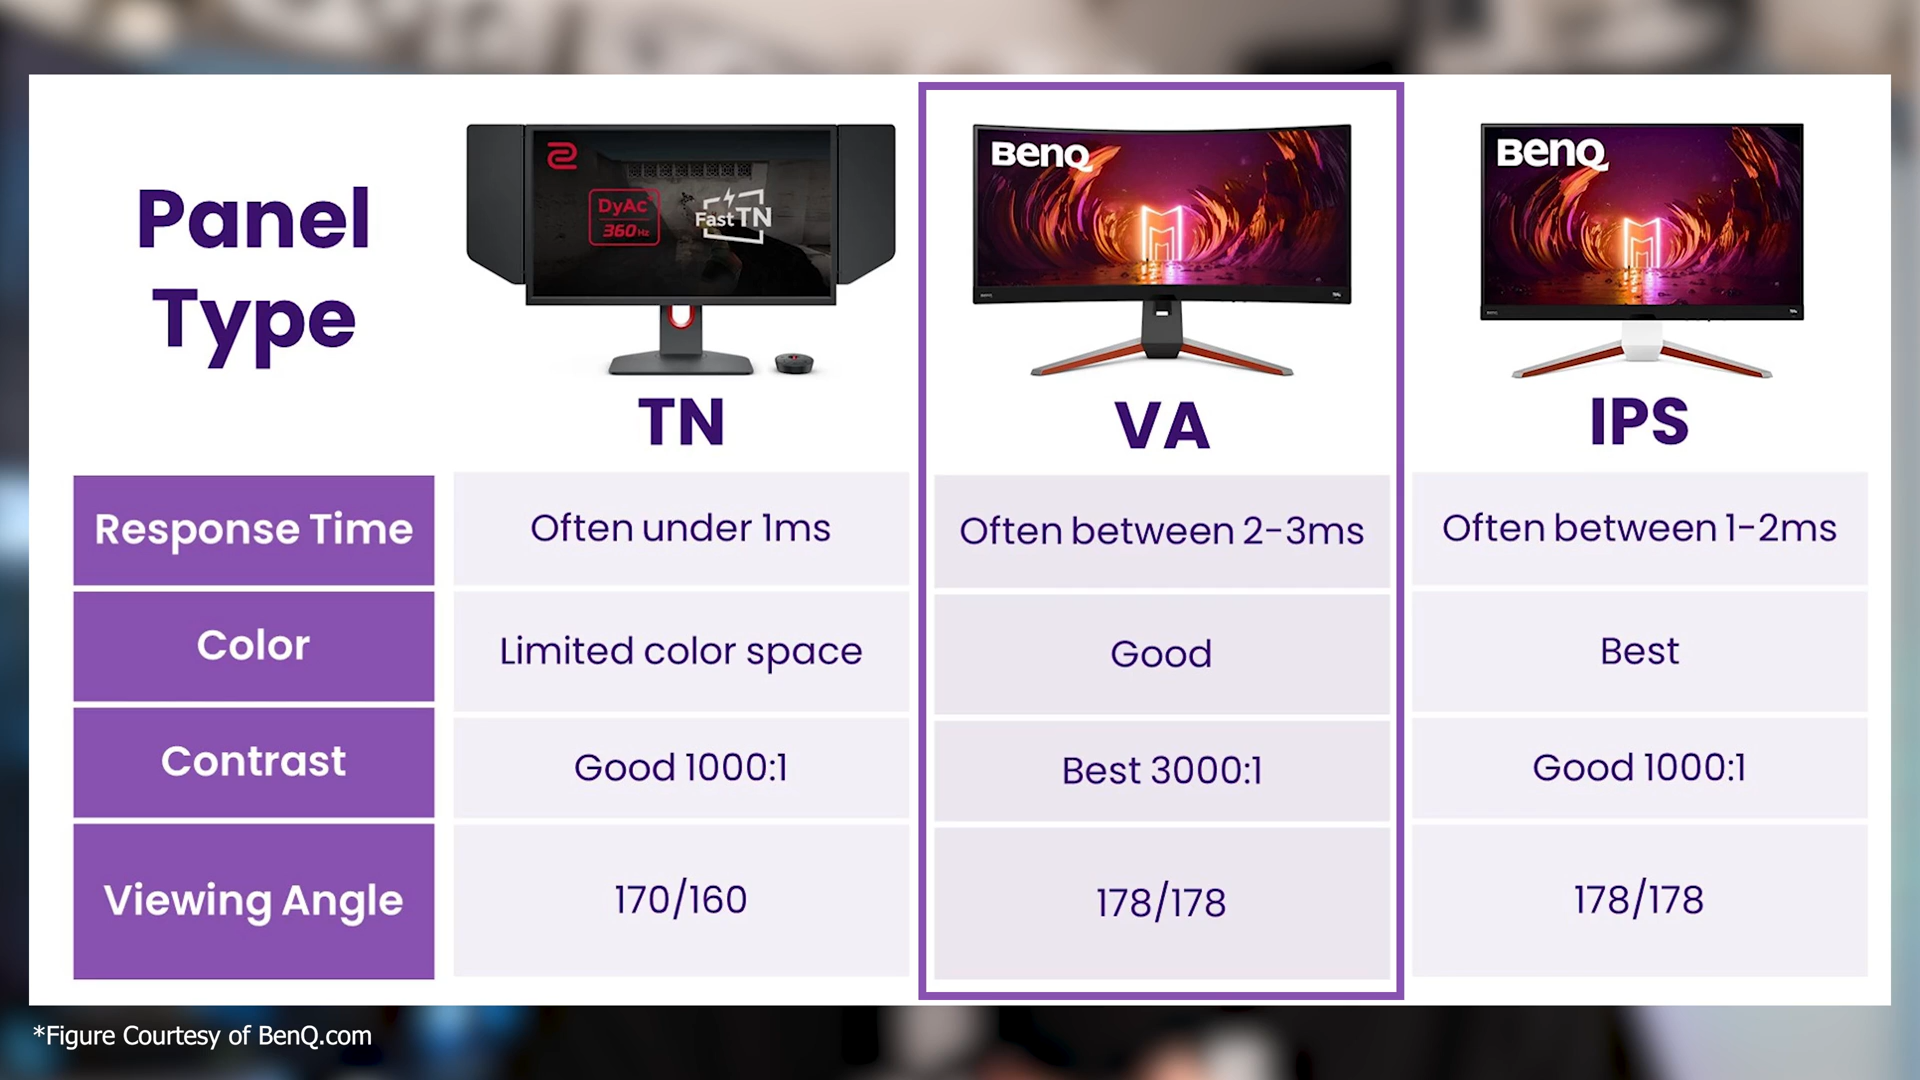 Panel
Type
DyAc+
360Hz
Fast TN
BenQ
BenQ
TN
VA
IPS
Response Time
Often under 1ms
Often between 2-3ms
Often between 1-2ms
Color
Limited color space
Good
Best
Contrast
Good 1000:1
Best 3000:1
Good 1000:1
Viewing Angle
170/160
178/178
178/178
*Figure Courtesy of BenQ.com